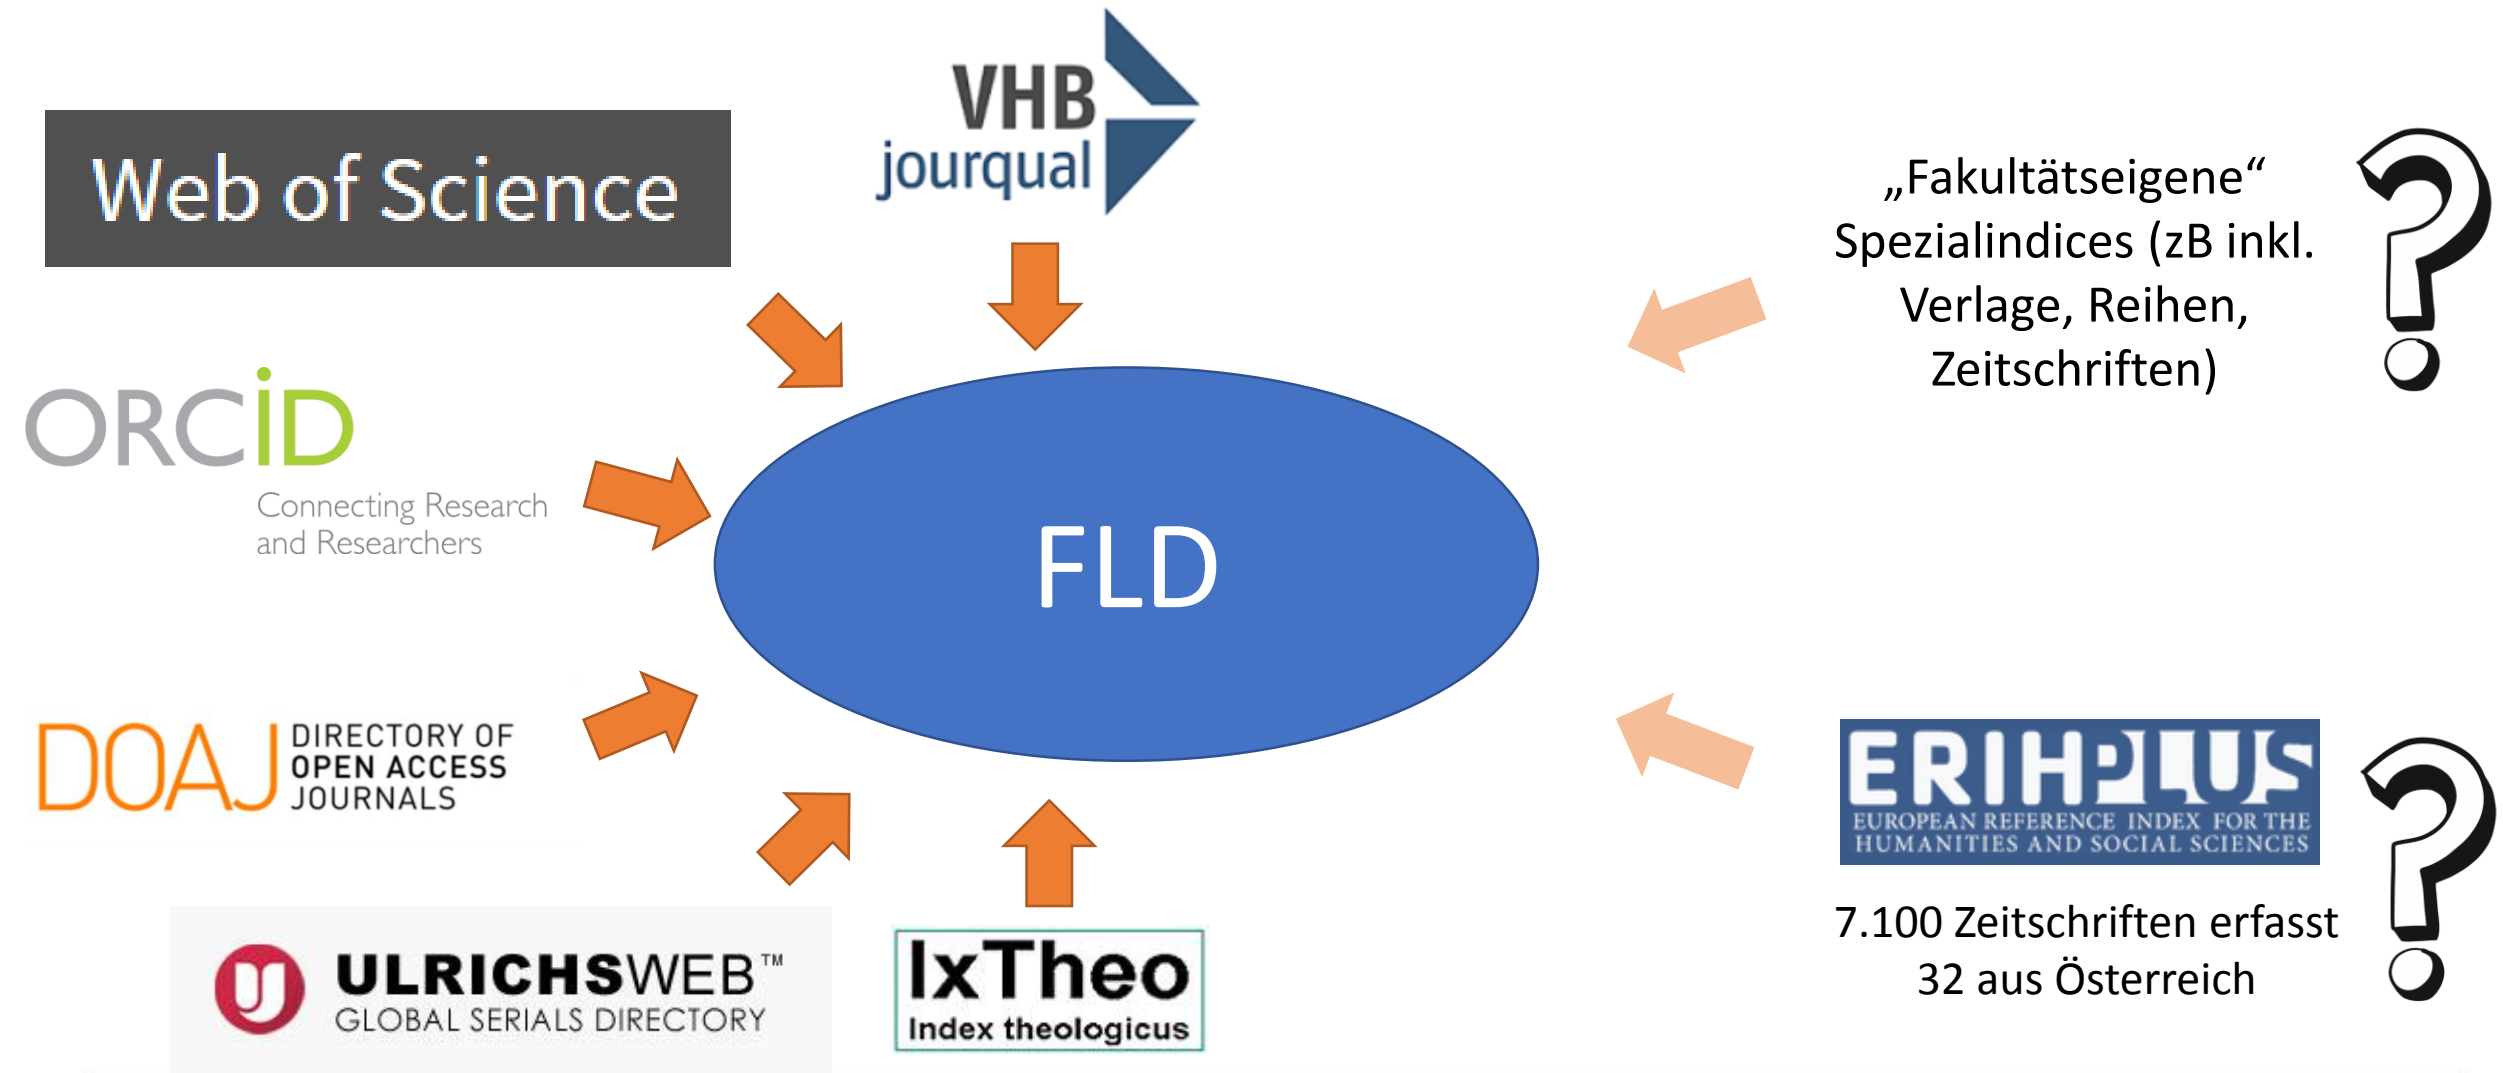 VHB
jourqual
Web of Science
„Fakultätseigene“
Spezialindices (zB inkl.
Verlage, Reihen,
Zeitschriften)
ORCiD
Connecting Research
and Researchers
FLD
DOAJ
DIRECTORY OF
OPEN ACCESS
JOURNALS
ERIHPLUS
EUROPEAN REFERENCE INDEX FOR THE
HUMANITIES AND SOCIAL SCIENCES
7.100 Zeitschriften erfasst
32 aus Österreich
ULRICHSWEB™
GLOBAL SERIALS DIRECTORY
IxTheo
Index theologicus
?
?